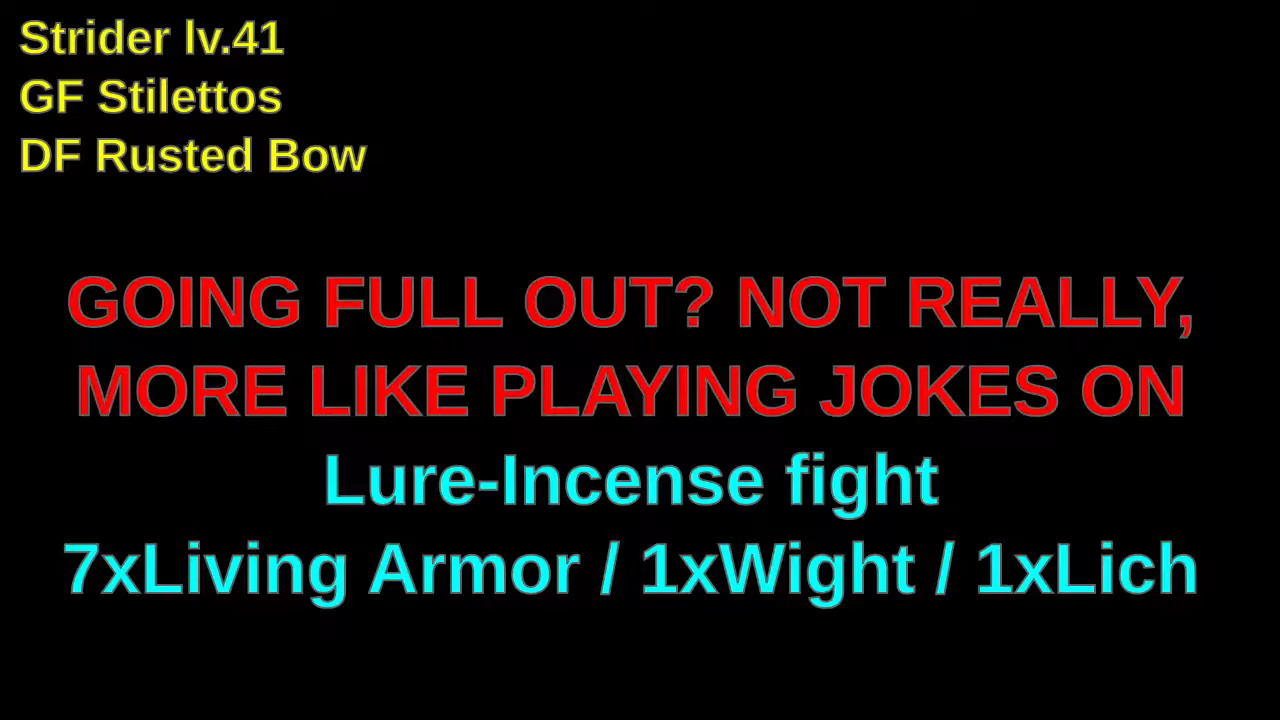 Strider lv.41
GF Stilettos
DF Rusted Bow
GOING FULL OUT? NOT REALLY,
MORE LIKE PLAYING JOKES ON
Lure-Incense fight
7xLiving Armor / 1xWight / 1xLich